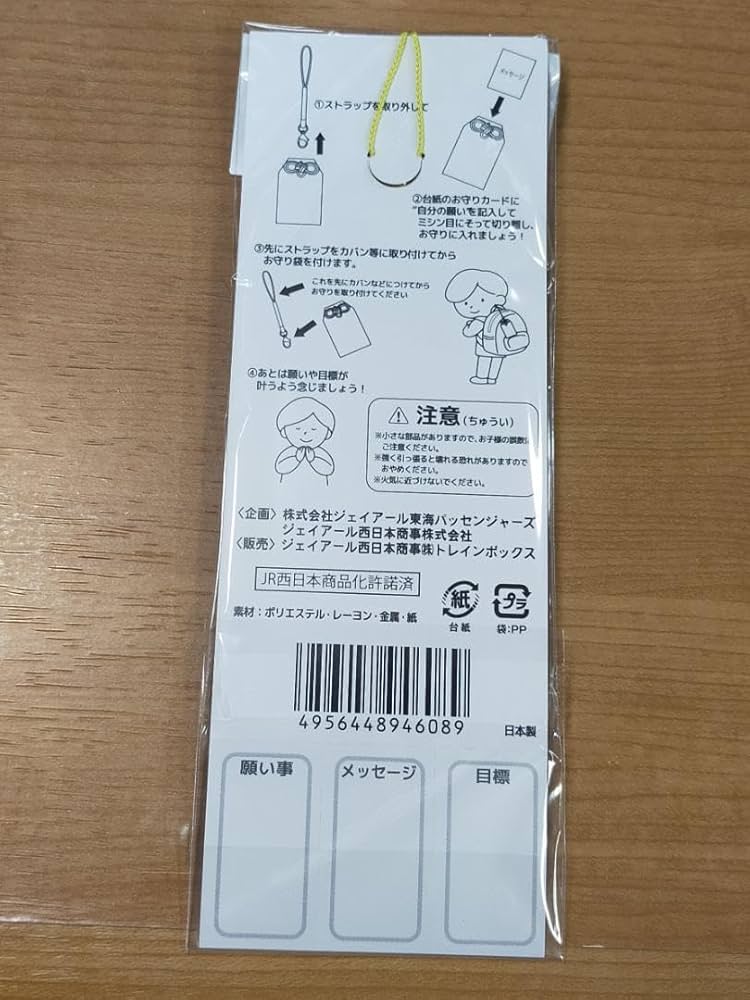 メッセージ
①ストラップを取り外して
②台紙のお守りカードに
"自分の願い"を記入して
ミシン目にそって切り離し、
お守りに入れましょう!
③先にストラップをカバン等に取り付けてから
お守り袋を付けます。
これを先にカバンなどにつけてから
お守りを取り付けてください
④あとは願いや目標が
叶うよう念じましょう!
注意(ちゅうい)
※小さな部品がありますので、お子様の誤飲に
ご注意ください。
※強く引っ張ると壊れる恐れがありますので
おやめください。
※火気に近づけないでください。
〈企画〉株式会社ジェイアール東海パッセンジャーズ
ジェイアール西日本商事株式会社
〈販売〉ジェイアール西日本商事㈱トレインボックス
JR西日本商品化許諾済
紙
台紙
プラ
袋:PP
素材:ポリエステル・レーヨン・金属・紙
4956448946089
日本製
願い事
メッセージ
目標